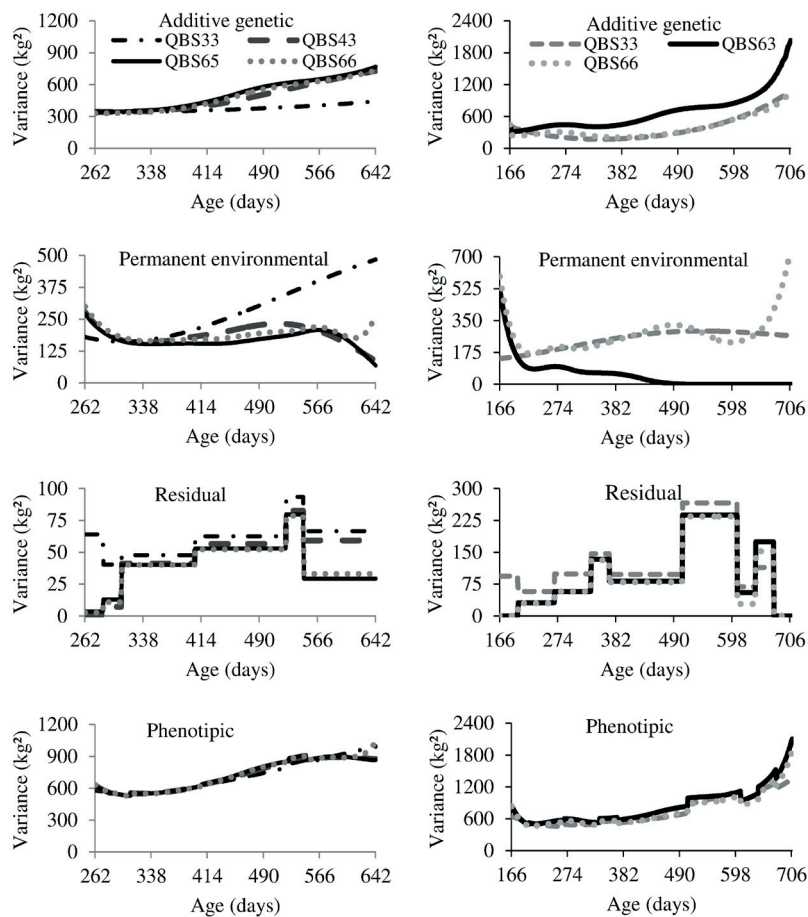 Additive genetic
QBS33 QBS43
QBS65 QBS66
Variance (kg²)
1200
900
600
300
0
262 338 414 490 566 642
Age (days)
Additive genetic
QBS33 QBS63
QBS66
Variance (kg²)
2400
1800
1200
600
0
166 274 382 490 598 706
Age (days)
Permanent environmental
Variance (kg²)
500
375
250
125
0
262 338 414 490 566 642
Age (days)
Permanent environmental
Variance (kg²)
700
525
350
175
0
166 274 382 490 598 706
Age (days)
Residual
Variance (kg²)
100
75
50
25
0
262 338 414 490 566 642
Age (days)
Residual
Variance (kg²)
300
225
150
75
0
166 274 382 490 598 706
Age (days)
Phenotipic
Variance (kg²)
1200
900
600
300
0
262 338 414 490 566 642
Age (days)
Phenotipic
Variance (kg²)
2400
1800
1200
600
0
166 274 382 490 598 706
Age (days)